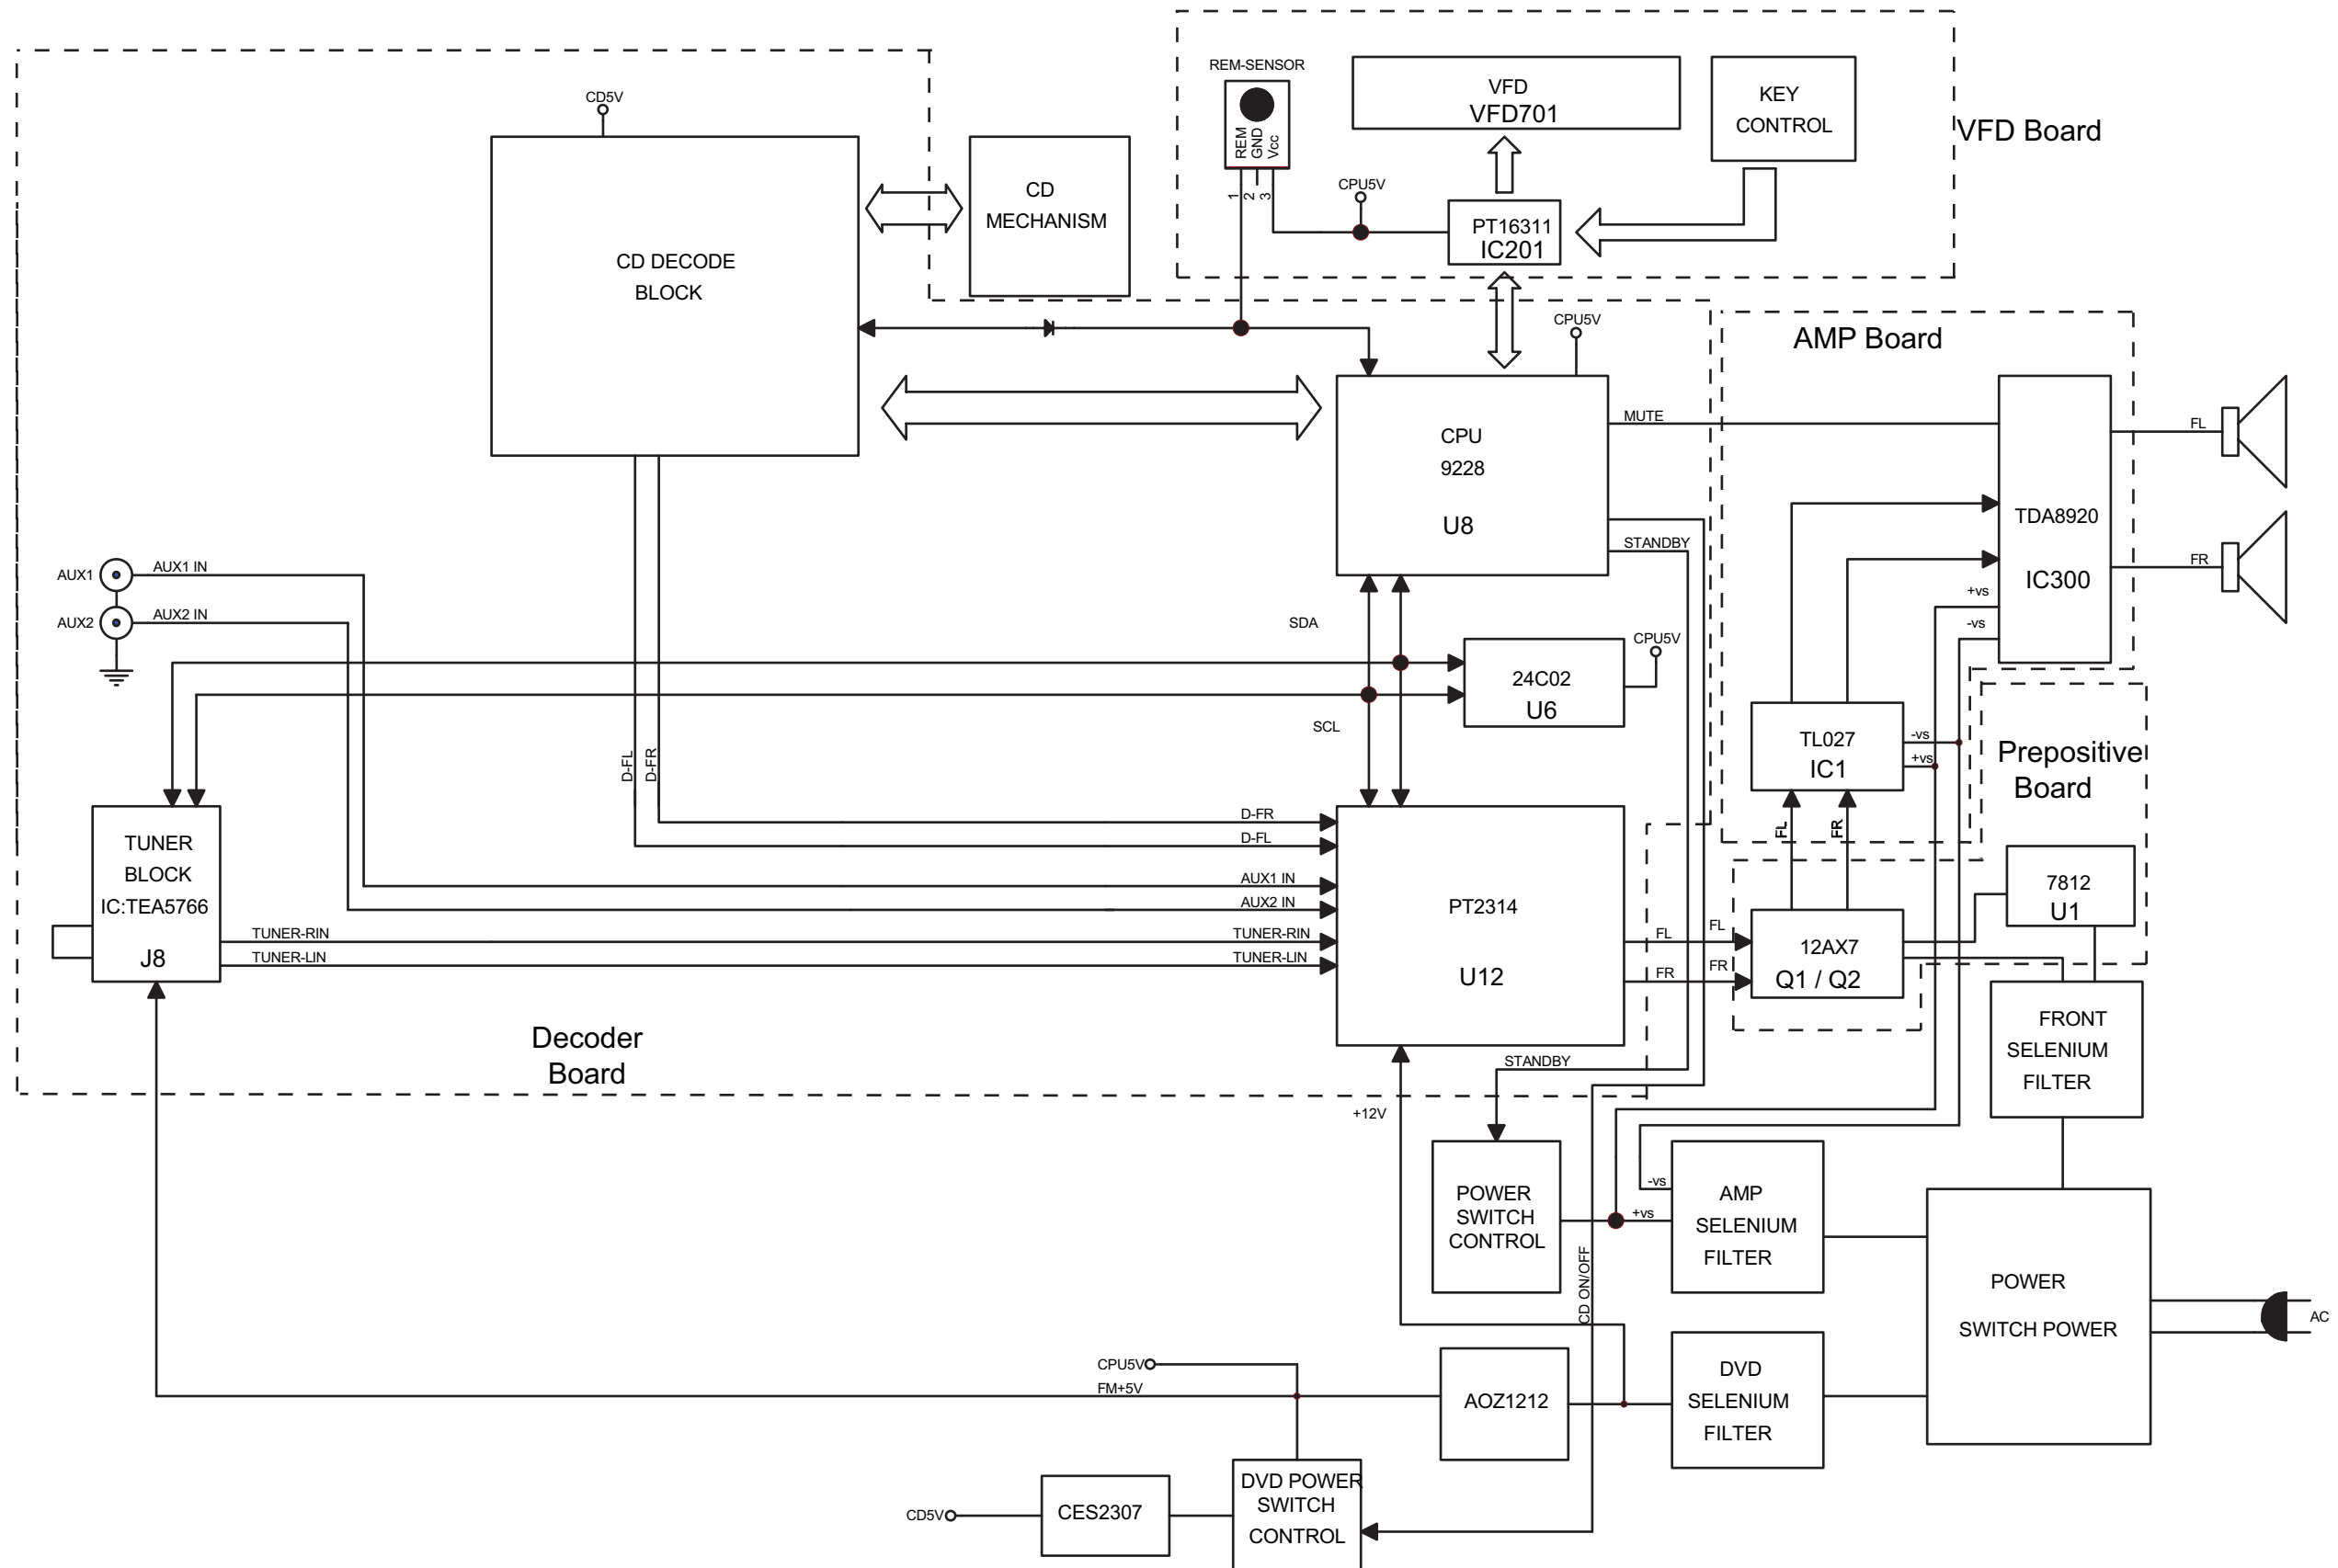 REM-SENSOR
REM
GND
Vcc
1
2
3
VFD
VFD701
KEY
CONTROL
VFD Board
CPU5V
PT16311
IC201
CD5V
CD DECODE
BLOCK
CD
MECHANISM
CPU5V
AMP Board
CPU
9228
U8
MUTE
STANDBY
TDA8920
IC300
FL
FR
+vs
-vs
AUX1
AUX1 IN
AUX2
AUX2 IN
SDA
SCL
24C02
U6
CPU5V
TL027
IC1
-vs
+vs
Prepositive
Board
FL
FR
D-FL
D-FR
TUNER
BLOCK
IC:TEA5766
J8
TUNER-RIN
TUNER-LIN
D-FR
D-FL
AUX1 IN
AUX2 IN
TUNER-RIN
TUNER-LIN
PT2314
U12
FL
FR
FL
FR
12AX7
Q1 / Q2
7812
U1
Decoder
Board
FRONT
SELENIUM
FILTER
STANDBY
+12V
POWER
SWITCH
CONTROL
-vs
+vs
AMP
SELENIUM
FILTER
CD ON/OFF
POWER
SWITCH POWER
AC
CPU5V
FM+5V
AOZ1212
DVD
SELENIUM
FILTER
CD5V
CES2307
DVD POWER
SWITCH
CONTROL